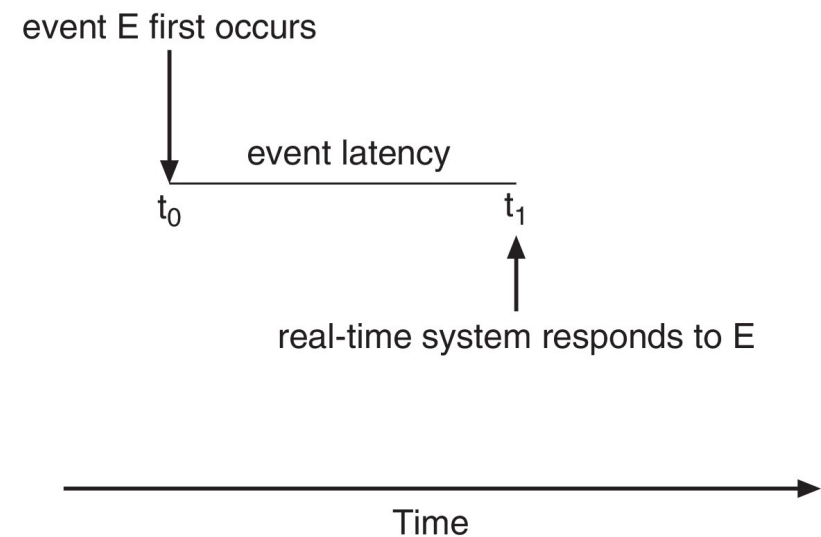 event E first occurs
event latency
t₀
t₁
real-time system responds to E
Time